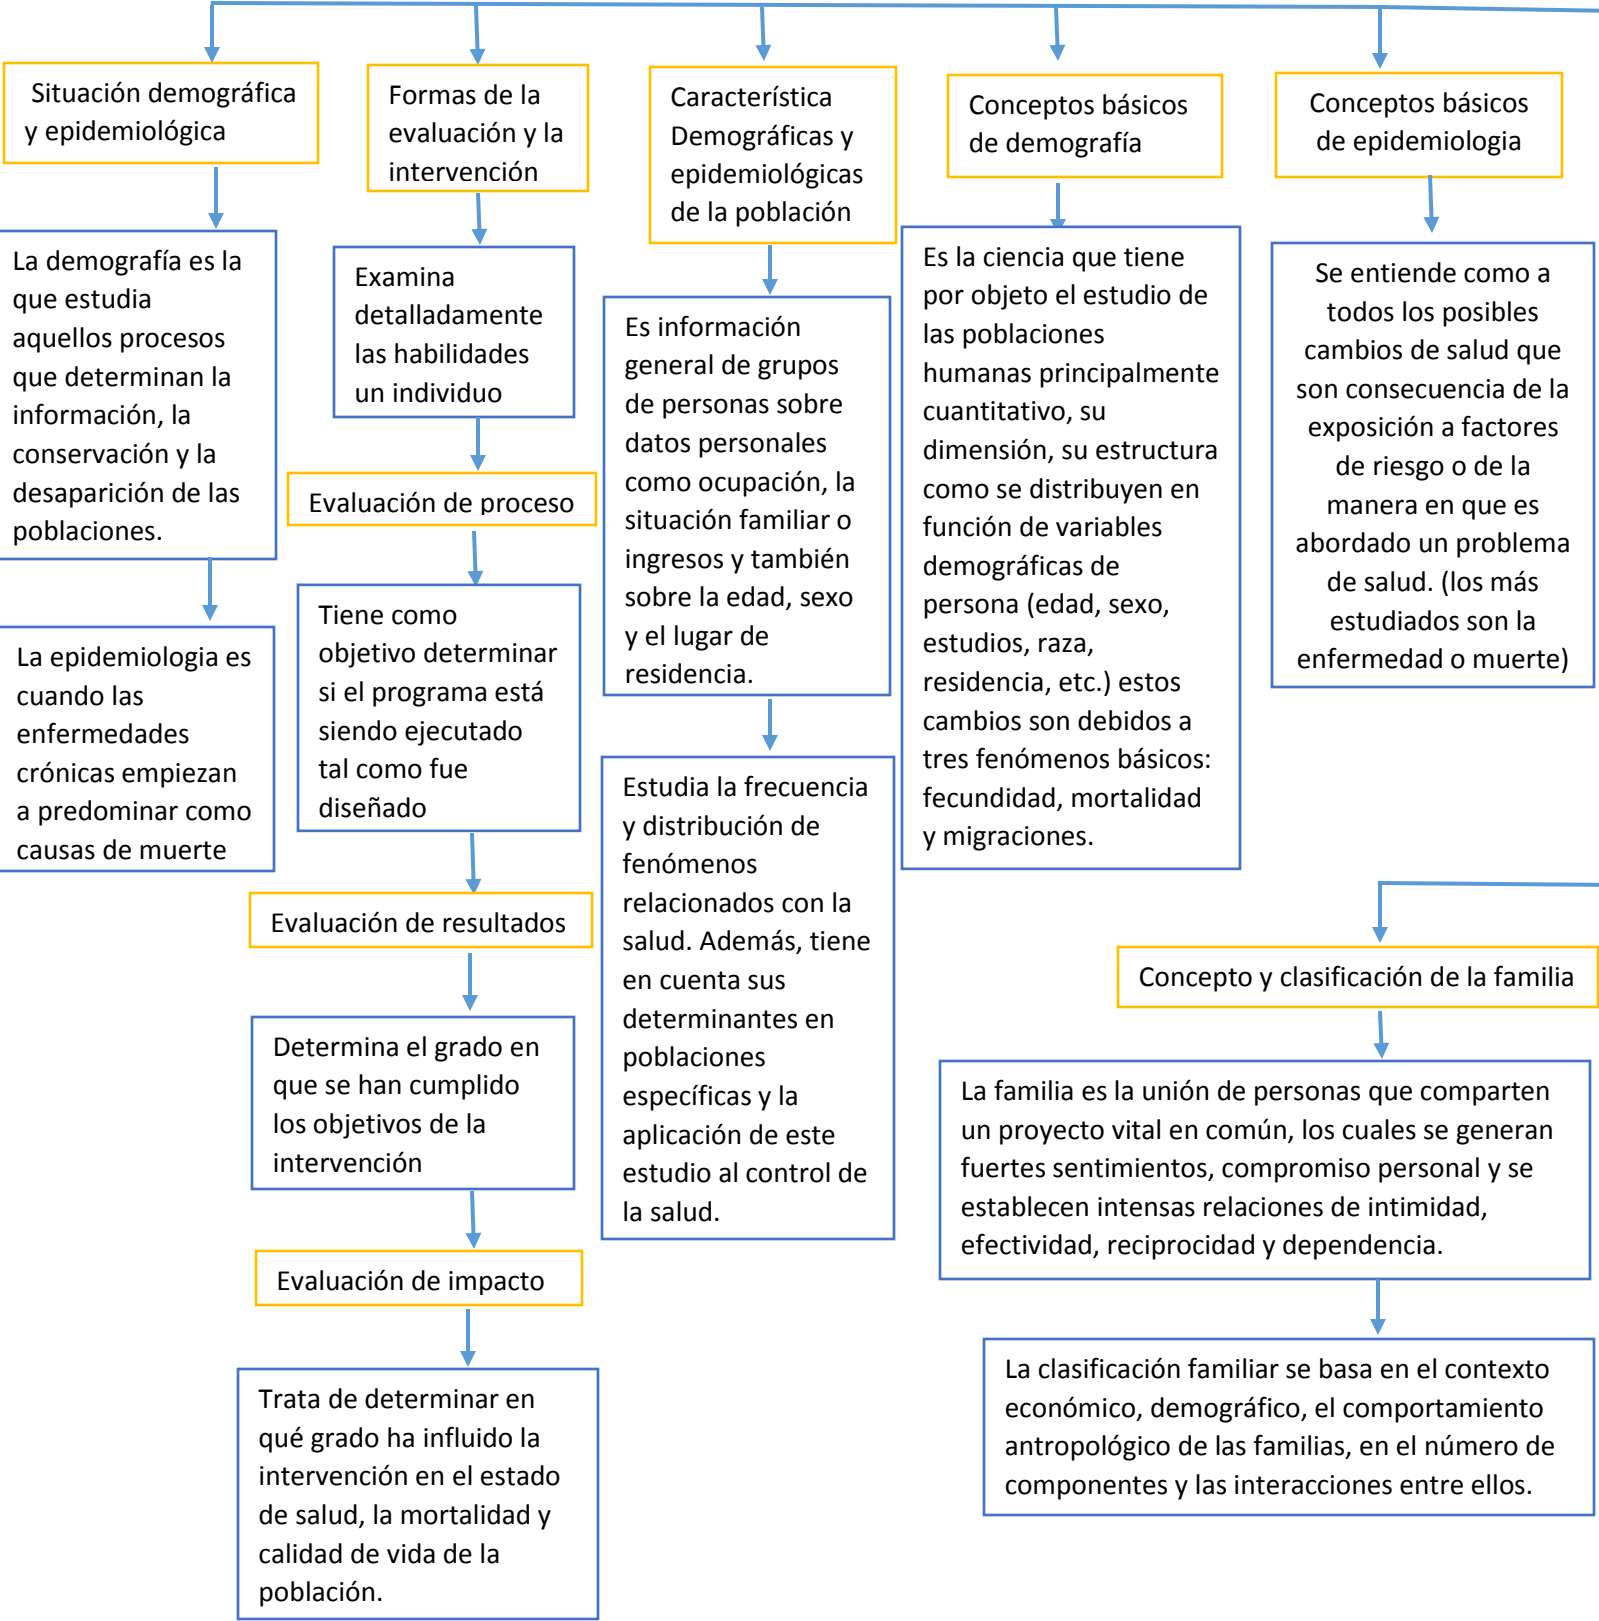 Situación demográfica
y epidemiológica
La demografía es la
que estudia
aquellos procesos
que determinan la
información, la
conservación y la
desaparición de las
poblaciones.
La epidemiologia es
cuando las
enfermedades
crónicas empiezan
a predominar como
causas de muerte
Formas de la
evaluación y la
intervención
Examina
detalladamente
las habilidades
un individuo
Evaluación de proceso
Tiene como
objetivo determinar
si el programa está
siendo ejecutado
tal como fue
diseñado
Evaluación de resultados
Determina el grado en
que se han cumplido
los objetivos de la
intervención
Evaluación de impacto
Trata de determinar en
qué grado ha influido la
intervención en el estado
de salud, la mortalidad y
calidad de vida de la
población.
Característica
Demográficas y
epidemiológicas
de la población
Es información
general de grupos
de personas sobre
datos personales
como ocupación, la
situación familiar o
ingresos y también
sobre la edad, sexo
y el lugar de
residencia.
Estudia la frecuencia
y distribución de
fenómenos
relacionados con la
salud. Además, tiene
en cuenta sus
determinantes en
poblaciones
específicas y la
aplicación de este
estudio al control de
la salud.
Conceptos básicos
de demografía
Es la ciencia que tiene
por objeto el estudio de
las poblaciones
humanas principalmente
cuantitativo, su
dimensión, su estructura
como se distribuyen en
función de variables
demográficas de
persona (edad, sexo,
estudios, raza,
residencia, etc.) estos
cambios son debidos a
tres fenómenos básicos:
fecundidad, mortalidad
y migraciones.
Conceptos básicos
de epidemiologia
Se entiende como a
todos los posibles
cambios de salud que
son consecuencia de la
exposición a factores
de riesgo o de la
manera en que es
abordado un problema
de salud. (los más
estudiados son la
enfermedad o muerte)
Concepto y clasificación de la familia
La familia es la unión de personas que comparten
un proyecto vital en común, los cuales se generan
fuertes sentimientos, compromiso personal y se
establecen intensas relaciones de intimidad,
efectividad, reciprocidad y dependencia.
La clasificación familiar se basa en el contexto
económico, demográfico, el comportamiento
antropológico de las familias, en el número de
componentes y las interacciones entre ellos.